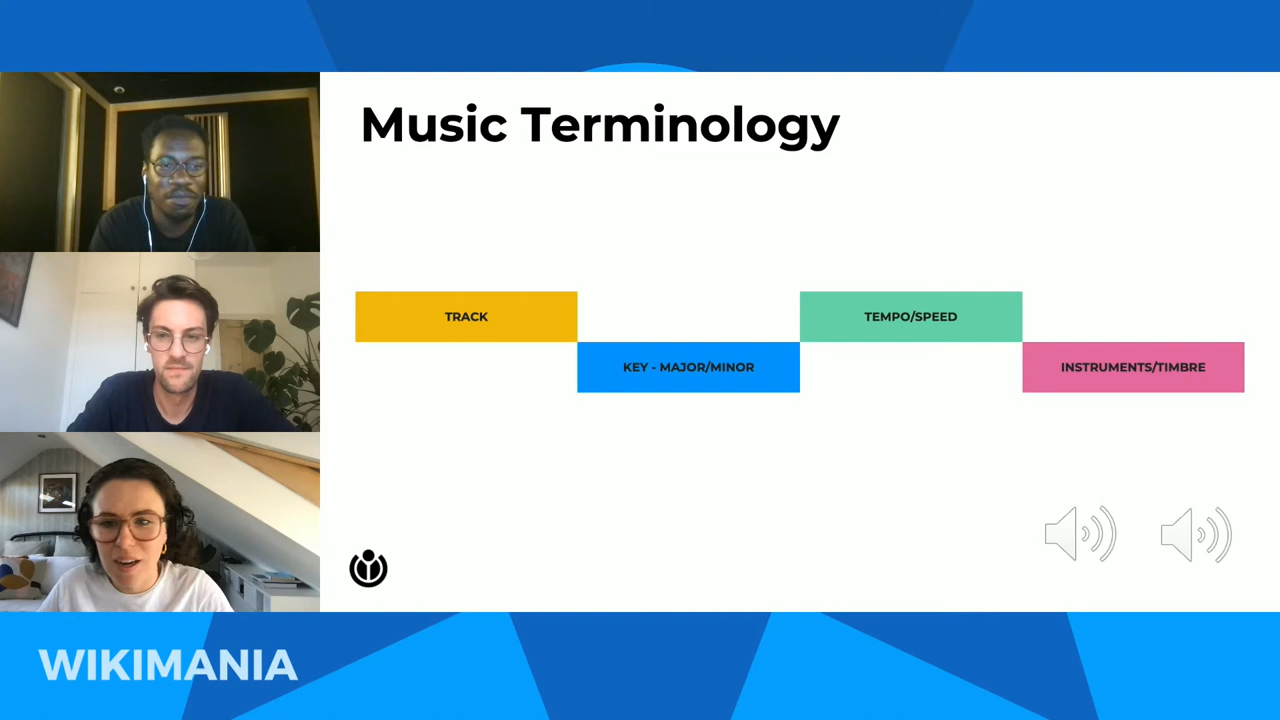 Music Terminology
TRACK
TEMPO/SPEED
KEY - MAJOR/MINOR
INSTRUMENTS/TIMBRE
WIKIMANIA